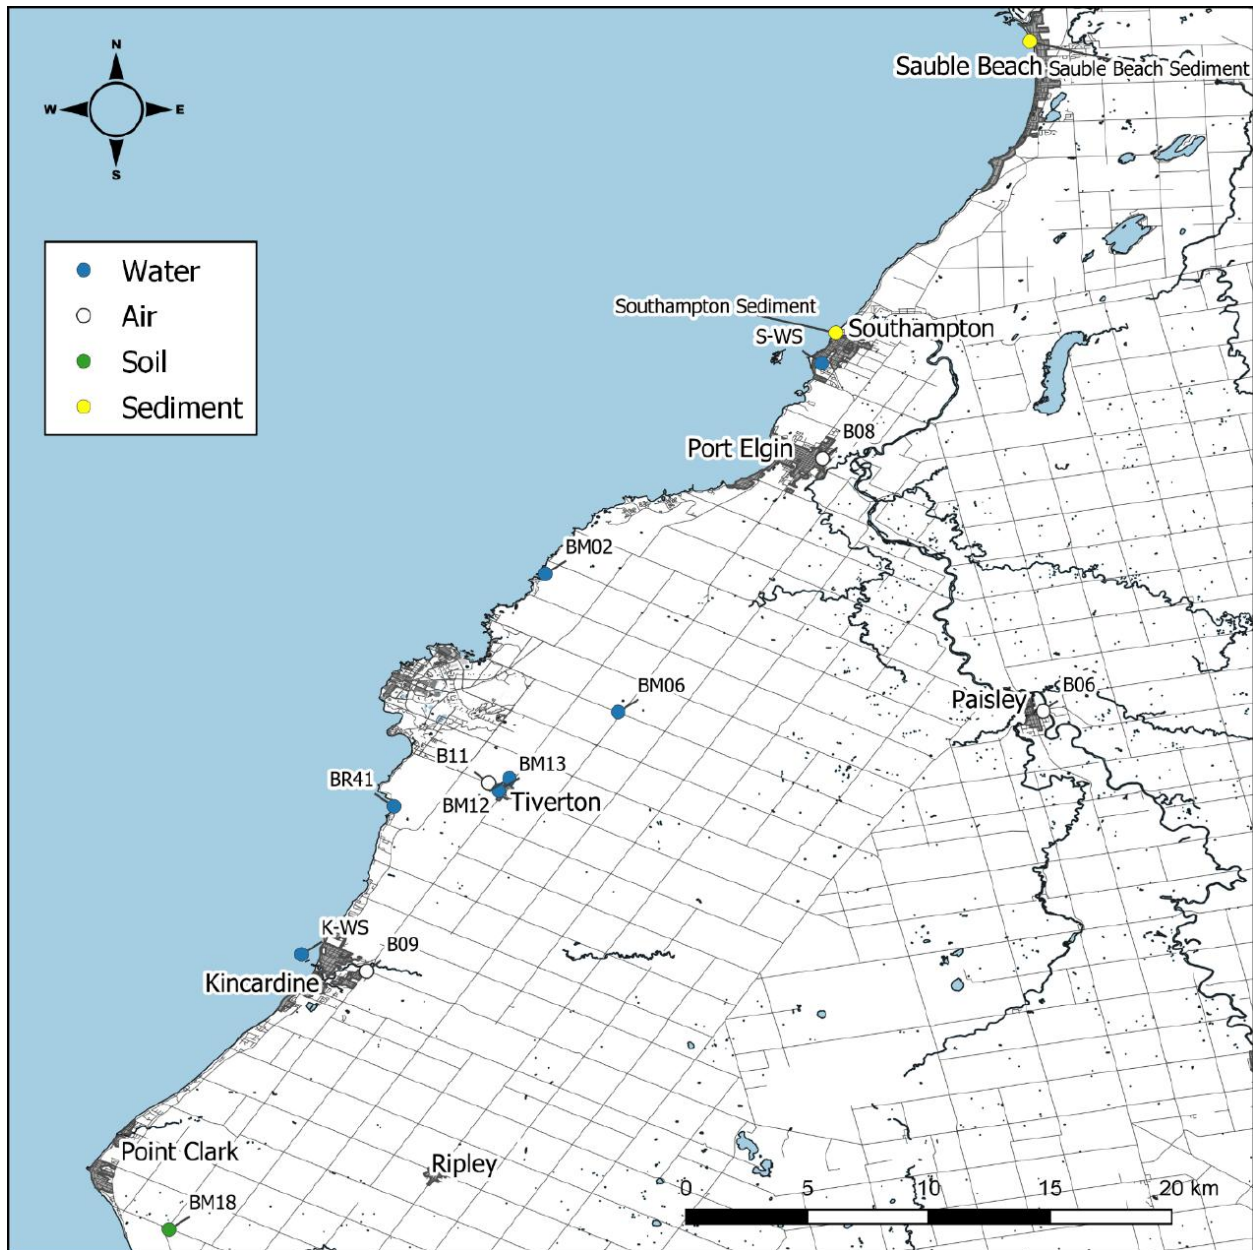 N
W E
S
Sauble Beach Sauble Beach Sediment
Water
Air
Soil
Sediment
Southampton Sediment
Southampton
S-WS
Port Elgin
B08
BM02
BM06
Paisley
B06
B11
BM13
BR41
BM12
Tiverton
K-WS
B09
Kincardine
Point Clark
Ripley
BM18
0 5 10 15 20 km